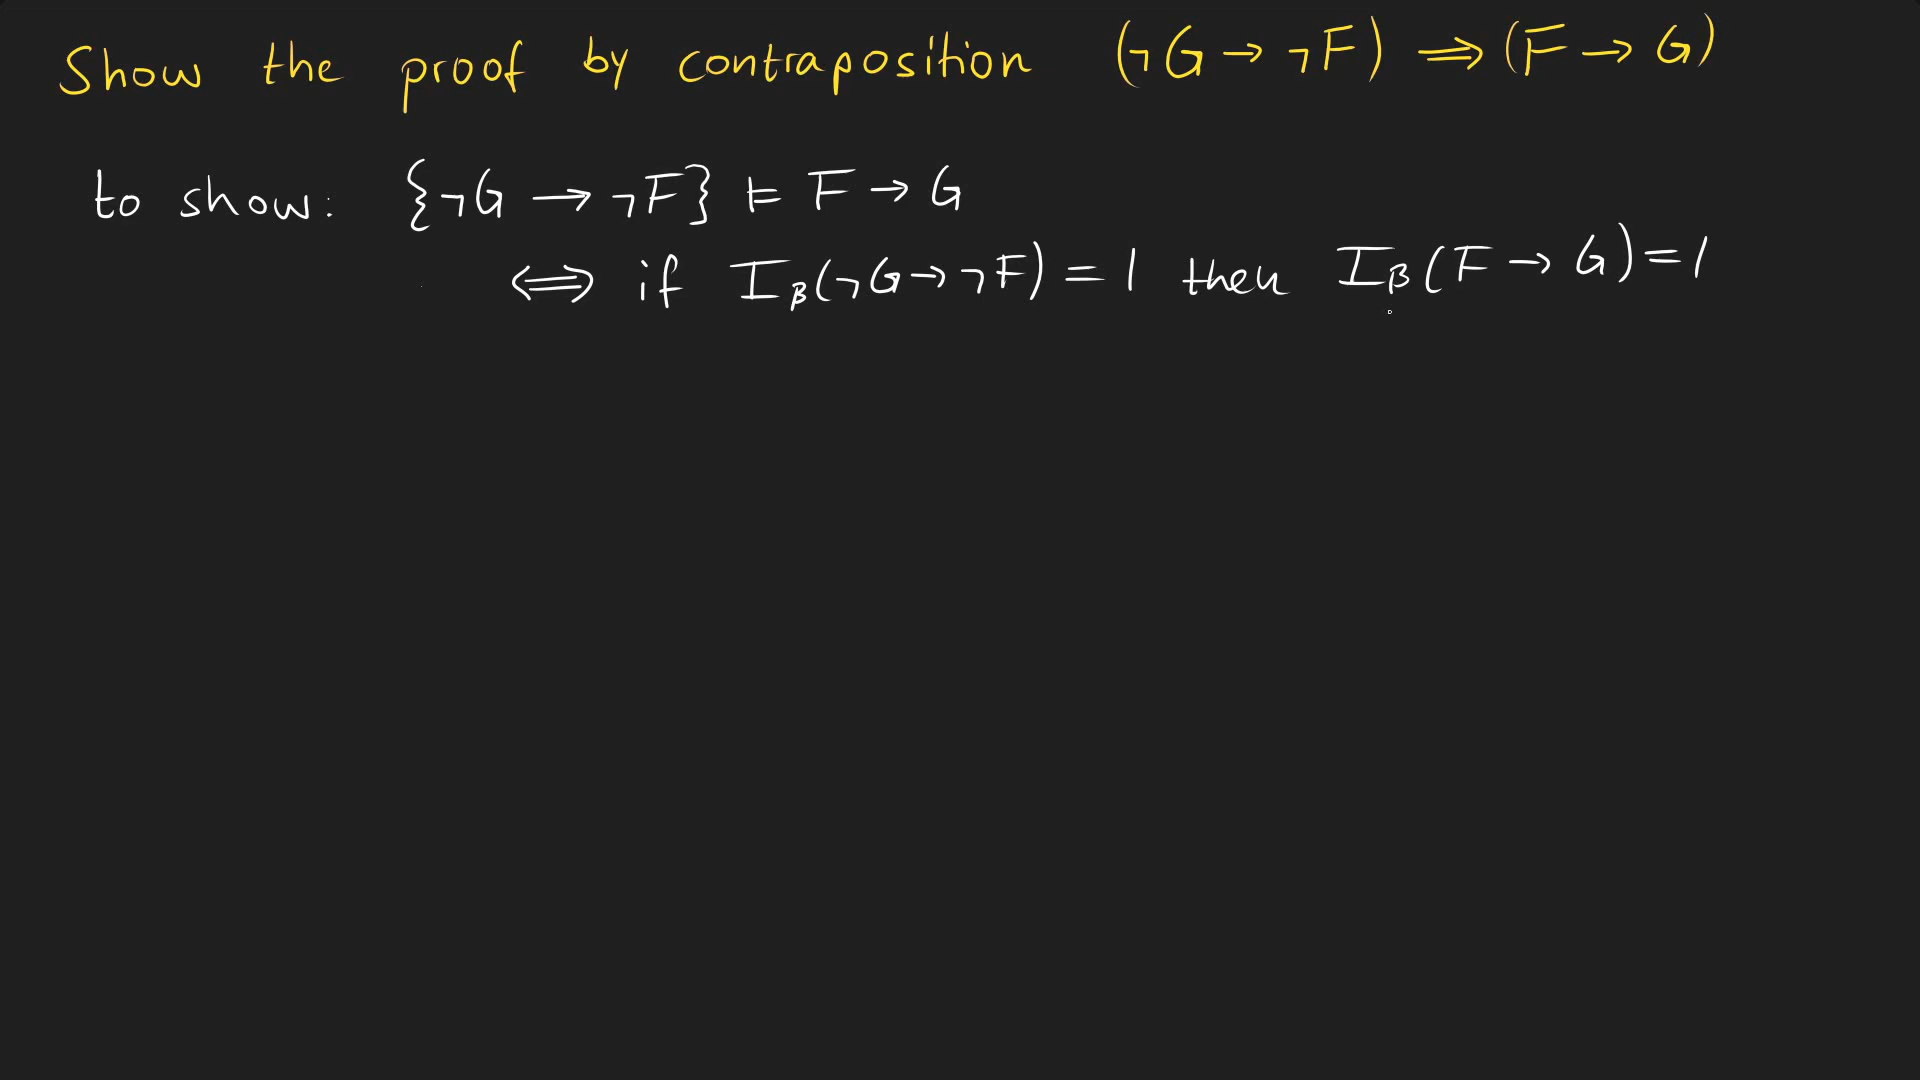 Show the proof by contraposition (¬G → ¬F) ⟹ (F → G)
to show: {¬G → ¬F} ⊨ F → G
⟺ if I_β(¬G → ¬F) = 1 then I_β(F → G) = 1